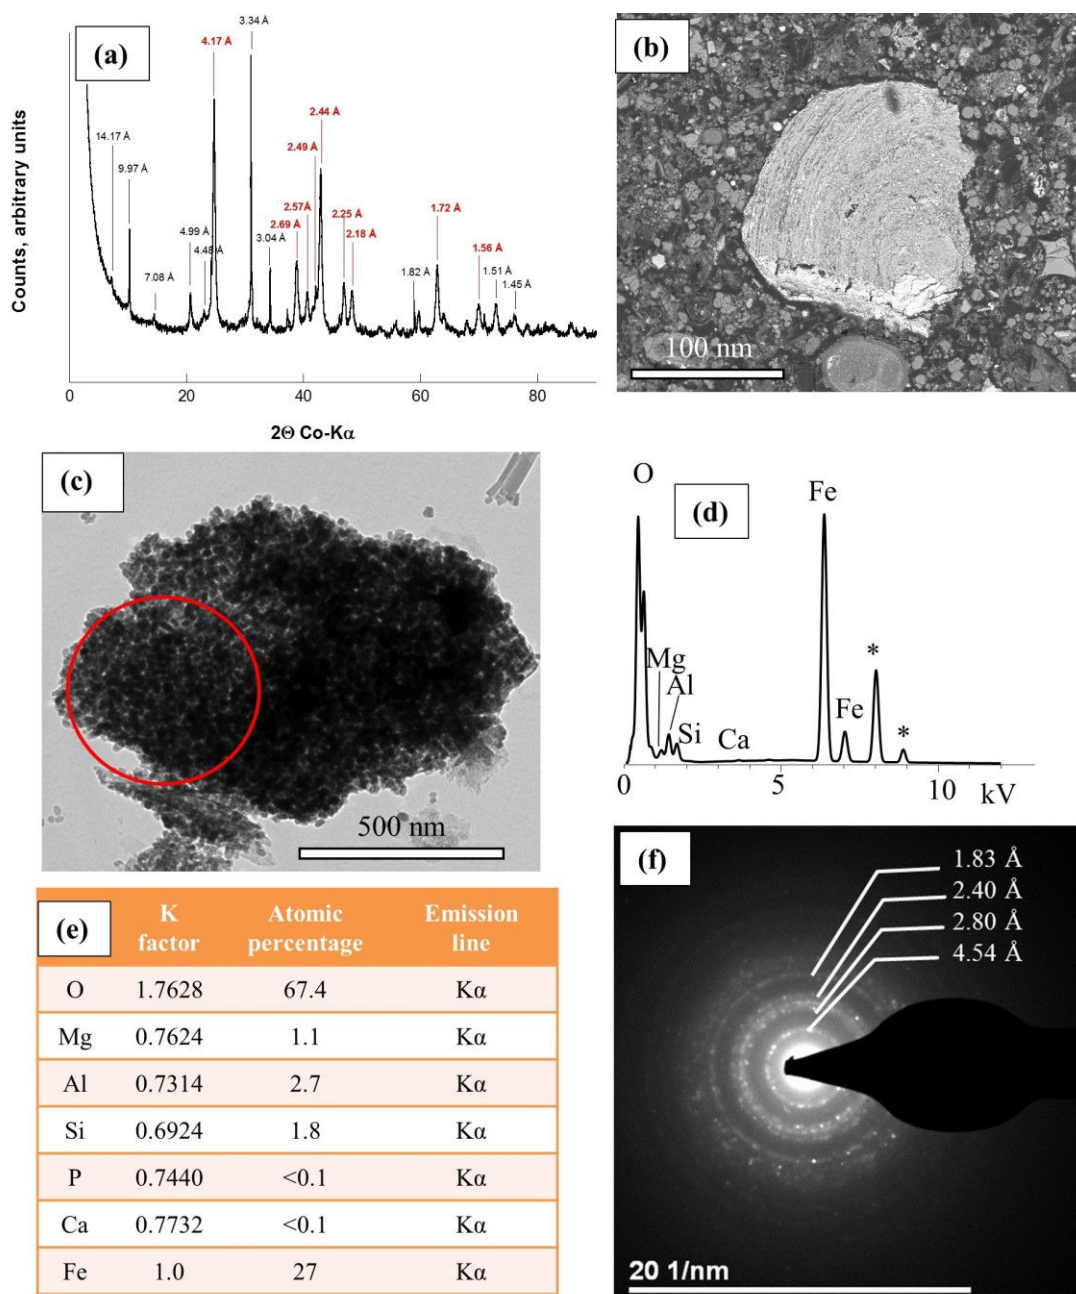 (a)
Counts, arbitrary units
14.17 Å
9.97 Å
7.08 Å
4.99 Å
4.48 Å
4.17 Å
3.34 Å
3.04 Å
2.69 Å
2.57 Å
2.49 Å
2.44 Å
2.25 Å
2.18 Å
1.82 Å
1.72 Å
1.56 Å
1.51 Å
1.45 Å
0 20 40 60 80
2Θ Co-Kα
(b)
100 nm
(c)
500 nm
(d)
O
Mg
Al
Si
Ca
Fe
Fe
*
*
0 10 kV
(e) K factor Atomic percentage Emission line
O 1.7628 67.4 Kα
Mg 0.7624 1.1 Kα
Al 0.7314 2.7 Kα
Si 0.6924 1.8 Kα
P 0.7440 <0.1 Kα
Ca 0.7732 <0.1 Kα
Fe 1.0 27 Kα
(f)
1.83 Å
2.40 Å
2.80 Å
4.54 Å
20 1/nm